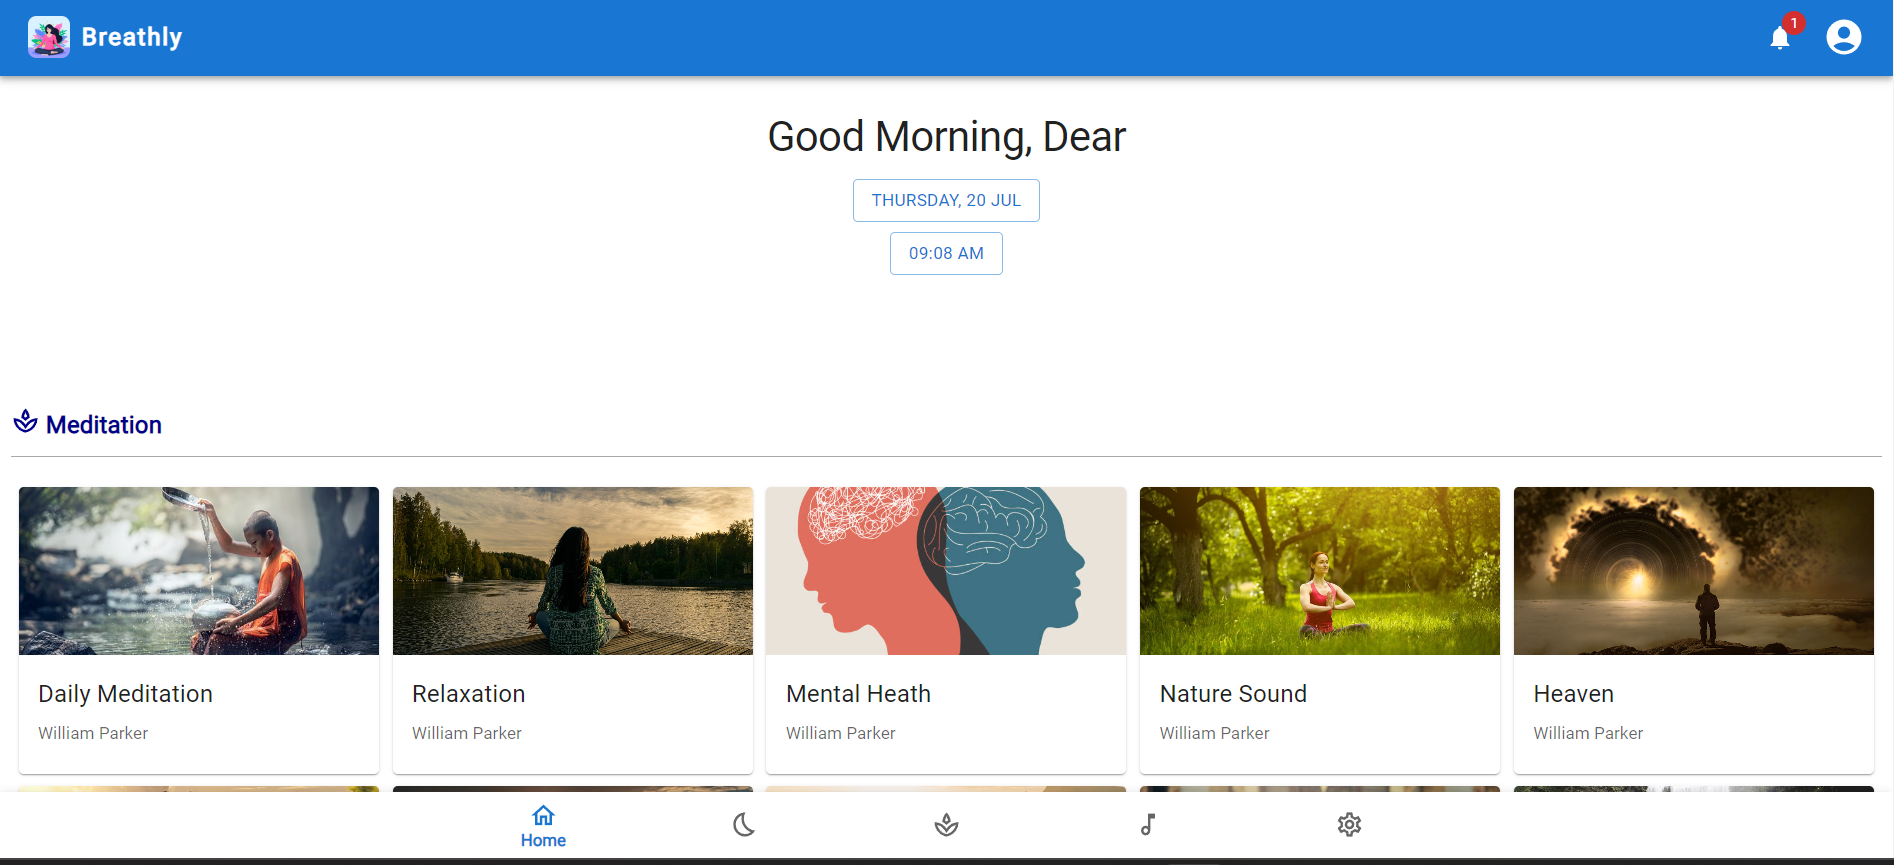 Breathly
1
Good Morning, Dear
THURSDAY, 20 JUL
09:08 AM
Meditation
Daily Meditation
William Parker
Relaxation
William Parker
Mental Heath
William Parker
Nature Sound
William Parker
Heaven
William Parker
Home